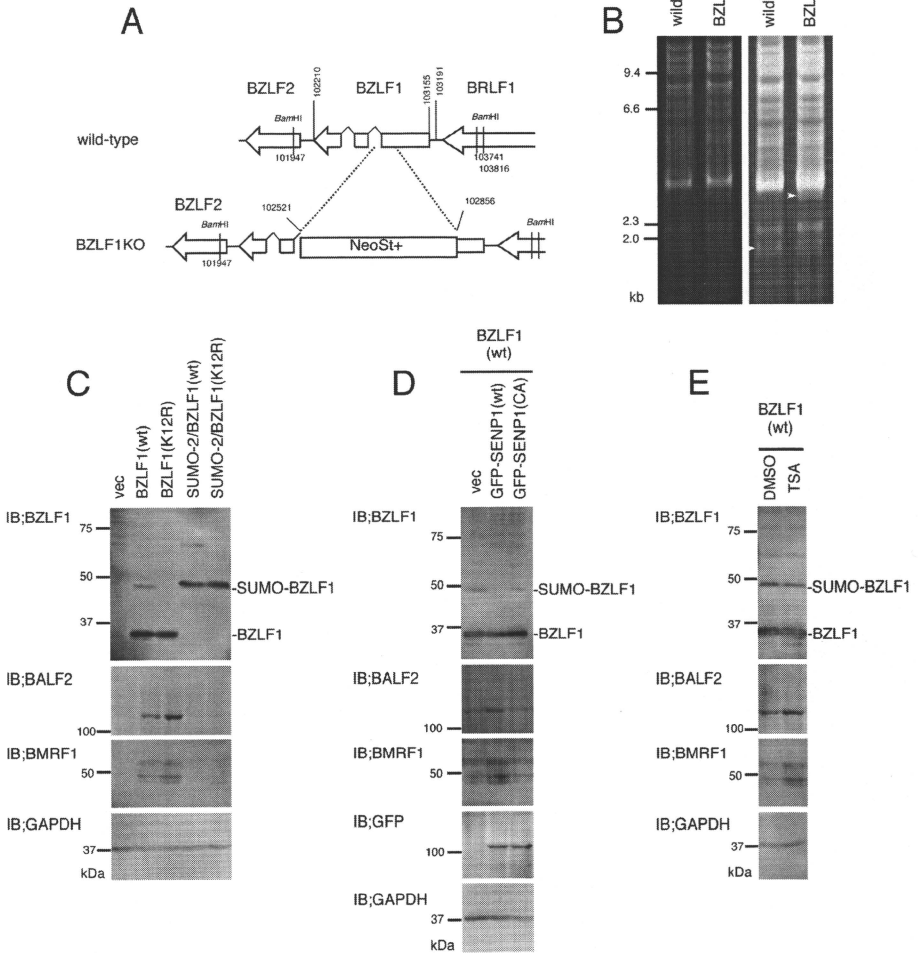 A
BZLF2
102210
BZLF1
103155
103191
BRLF1
BamHI
BamHI
wild-type
101947
103741
103816
BZLF2
102521
102856
BamHI
BamHI
BZLF1KO
NeoSt+
101947
B
wild
BZL
wild
BZL
9.4
6.6
2.3
2.0
kb
C
vec
BZLF1(wt)
BZLF1(K12R)
SUMO-2/BZLF1(wt)
SUMO-2/BZLF1(K12R)
IB;BZLF1
75
50
-SUMO-BZLF1
37
-BZLF1
IB;BALF2
100
IB;BMRF1
50
IB;GAPDH
37
kDa
D
BZLF1
(wt)
vec
GFP-SENP1(wt)
GFP-SENP1(CA)
IB;BZLF1
75
50
-SUMO-BZLF1
37
-BZLF1
IB;BALF2
100
IB;BMRF1
50
IB;GFP
100
IB;GAPDH
37
kDa
E
BZLF1
(wt)
DMSO
TSA
IB;BZLF1
75
50
-SUMO-BZLF1
37
-BZLF1
IB;BALF2
100
IB;BMRF1
50
IB;GAPDH
37
kDa